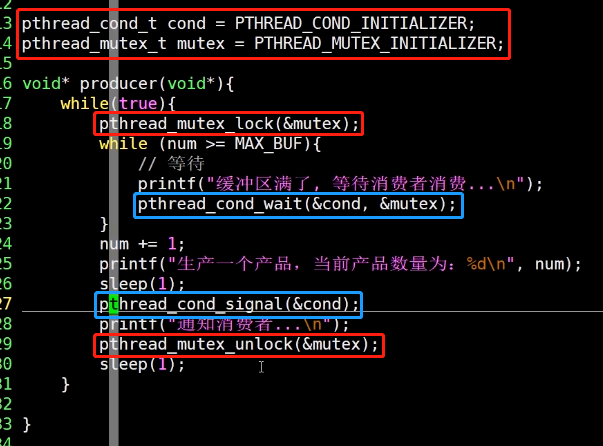 12
13 pthread_cond_t cond = PTHREAD_COND_INITIALIZER;
14 pthread_mutex_t mutex = PTHREAD_MUTEX_INITIALIZER;
15
16 void* producer(void*){
17     while(true){
18         pthread_mutex_lock(&mutex);
19         while (num >= MAX_BUF){
20             // 等待
21             printf("缓冲区满了, 等待消费者消费...\n");
22             pthread_cond_wait(&cond, &mutex);
23         }
24         num += 1;
25         printf("生产一个产品，当前产品数量为：%d\n", num);
26         sleep(1);
27         pthread_cond_signal(&cond);
28         printf("通知消费者...\n");
29         pthread_mutex_unlock(&mutex);
30         sleep(1);
31     }
32
33 }
34